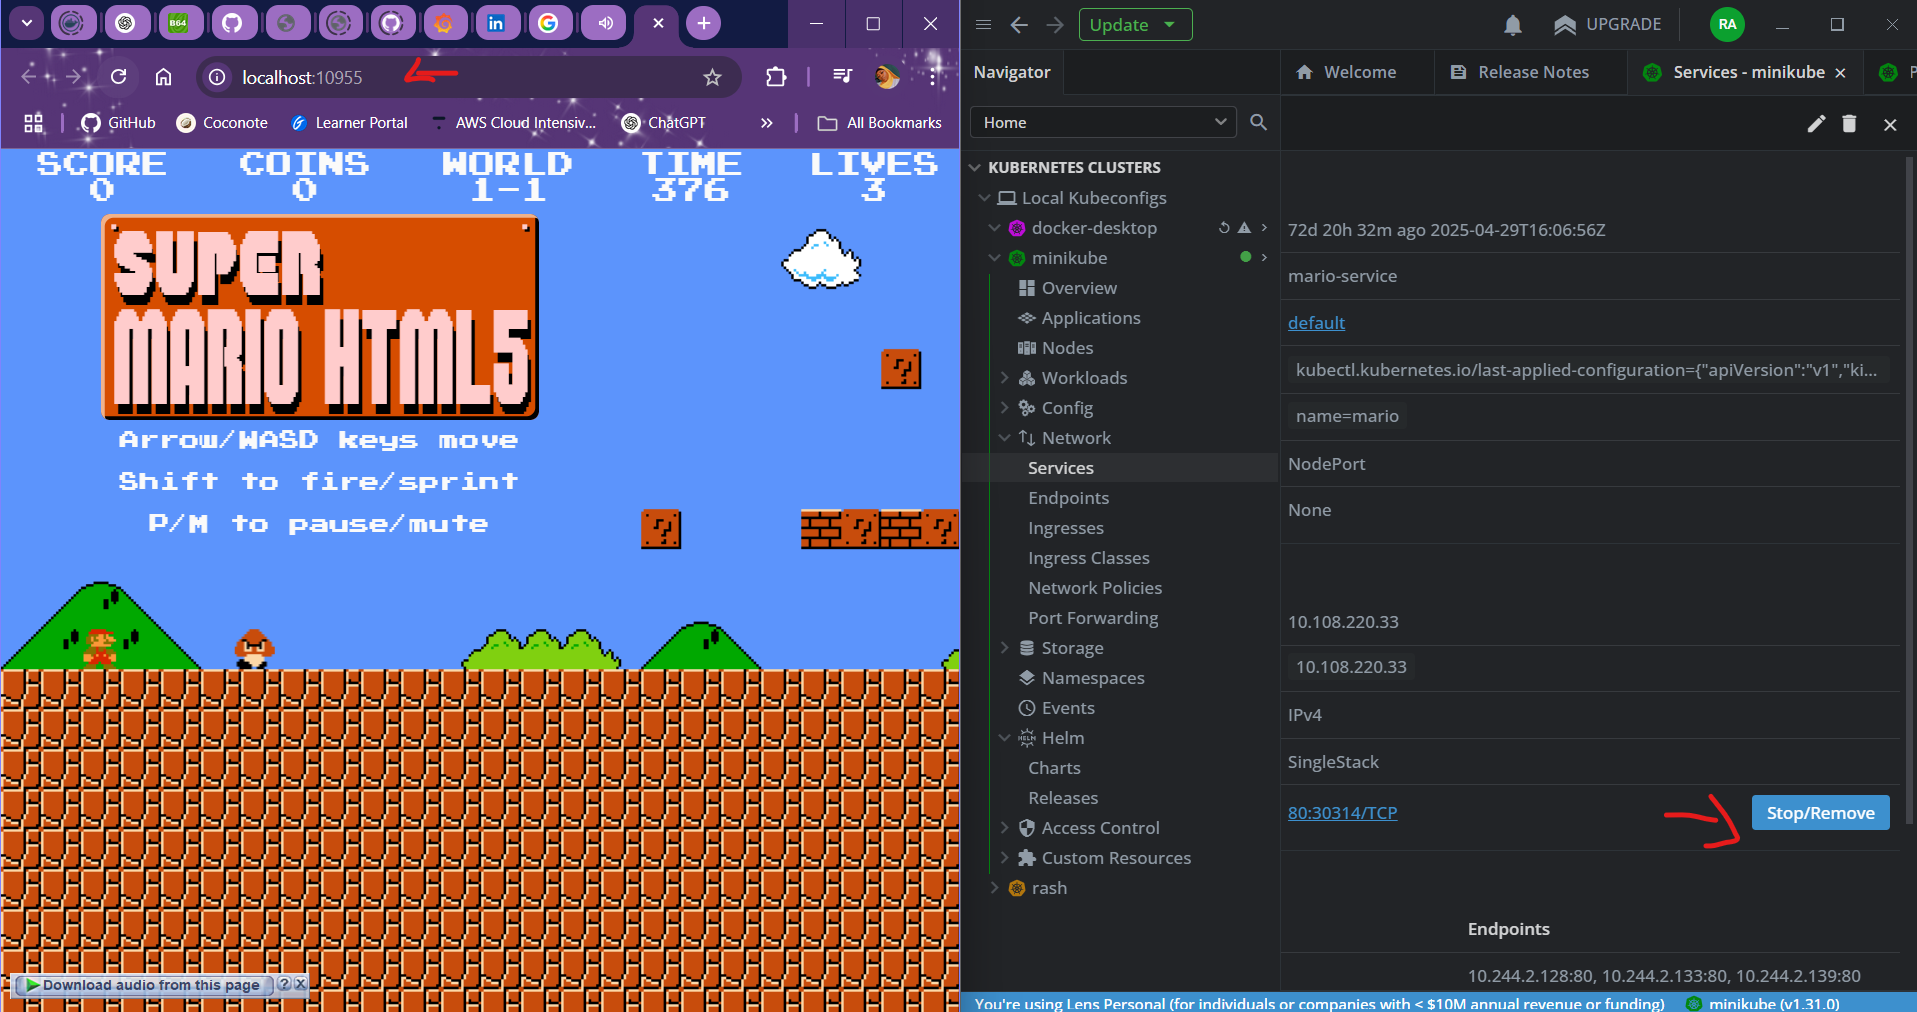 B64
in
localhost:10955
GitHub
Coconote
Learner Portal
AWS Cloud Intensiv...
ChatGPT
All Bookmarks
SCORE
0
COINS
0
WORLD
1-1
TIME
376
LIVES
3
SUPER
MARIO HTML5
Arrow/WASD keys move
Shift to fire/sprint
P/M to pause/mute
Download audio from this page
Update
UPGRADE
RA
Navigator
Welcome
Release Notes
Services - minikube
P
Home
KUBERNETES CLUSTERS
Local Kubeconfigs
docker-desktop
minikube
Overview
Applications
Nodes
Workloads
Config
Network
Services
Endpoints
Ingresses
Ingress Classes
Network Policies
Port Forwarding
Storage
Namespaces
Events
HELM
Helm
Charts
Releases
Access Control
Custom Resources
rash
72d 20h 32m ago 2025-04-29T16:06:56Z
mario-service
default
kubectl.kubernetes.io/last-applied-configuration={"apiVersion":"v1","ki...
name=mario
NodePort
None
10.108.220.33
10.108.220.33
IPv4
SingleStack
80:30314/TCP
Stop/Remove
Endpoints
10.244.2.128:80, 10.244.2.133:80, 10.244.2.139:80
You're using Lens Personal (for individuals or companies with < $10M annual revenue or funding)
minikube (v1.31.0)